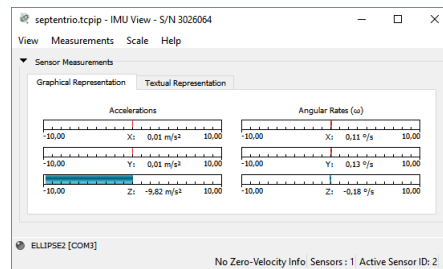 septentrio.tcpip - IMU View - S/N 3026064
View Measurements Scale Help
Sensor Measurements
Graphical Representation Textual Representation
Accelerations Angular Rates (ω)
-10,00 X: 0,01 m/s² 10,00 -10,00 X: 0,11 °/s 10,00
-10,00 Y: 0,01 m/s² 10,00 -10,00 Y: 0,13 °/s 10,00
-10,00 Z: -9,82 m/s² 10,00 -10,00 Z: -0,18 °/s 10,00
ELLIPSE2 [COM3]
No Zero-Velocity Info Sensors : 1 Active Sensor ID: 2